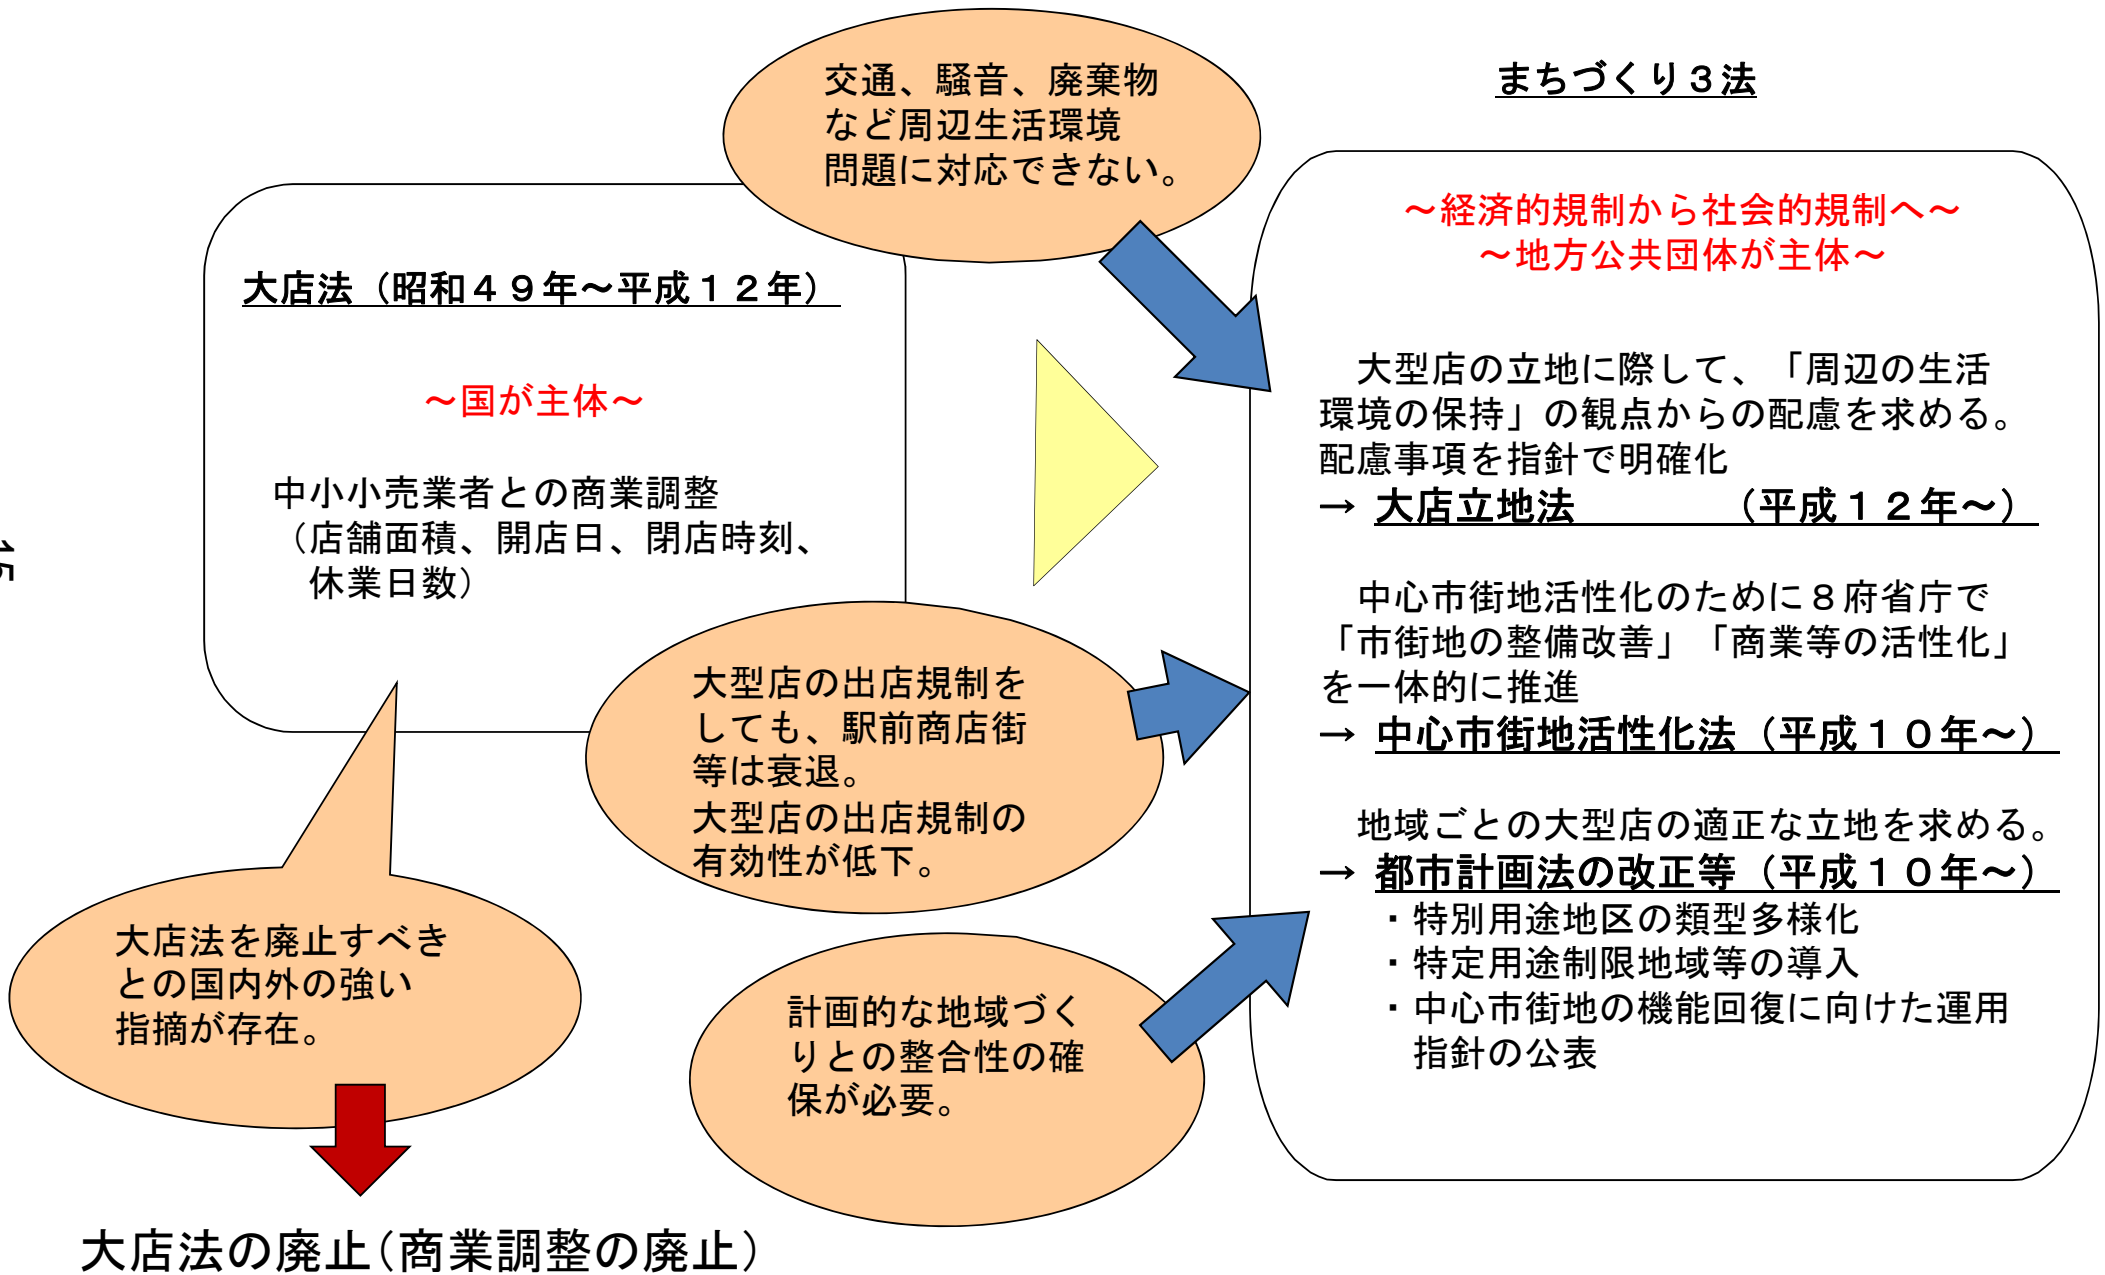 交通、騒音、廃棄物
など周辺生活環境
問題に対応できない。
まちづくり３法
大店法（昭和４９年～平成１２年）
～国が主体～
中小小売業者との商業調整
（店舗面積、開店日、閉店時刻、
休業日数）
～経済的規制から社会的規制へ～
～地方公共団体が主体～
大型店の立地に際して、「周辺の生活
環境の保持」の観点からの配慮を求める。
配慮事項を指針で明確化
→ 大店立地法　　　　（平成１２年～）
中心市街地活性化のために８府省庁で
「市街地の整備改善」「商業等の活性化」
を一体的に推進
→ 中心市街地活性化法（平成１０年～）
地域ごとの大型店の適正な立地を求める。
→ 都市計画法の改正等（平成１０年～）
・特別用途地区の類型多様化
・特定用途制限地域等の導入
・中心市街地の機能回復に向けた運用
指針の公表
大型店の出店規制を
しても、駅前商店街
等は衰退。
大型店の出店規制の
有効性が低下。
大店法を廃止すべき
との国内外の強い
指摘が存在。
計画的な地域づく
りとの整合性の確
保が必要。
大店法の廃止（商業調整の廃止）